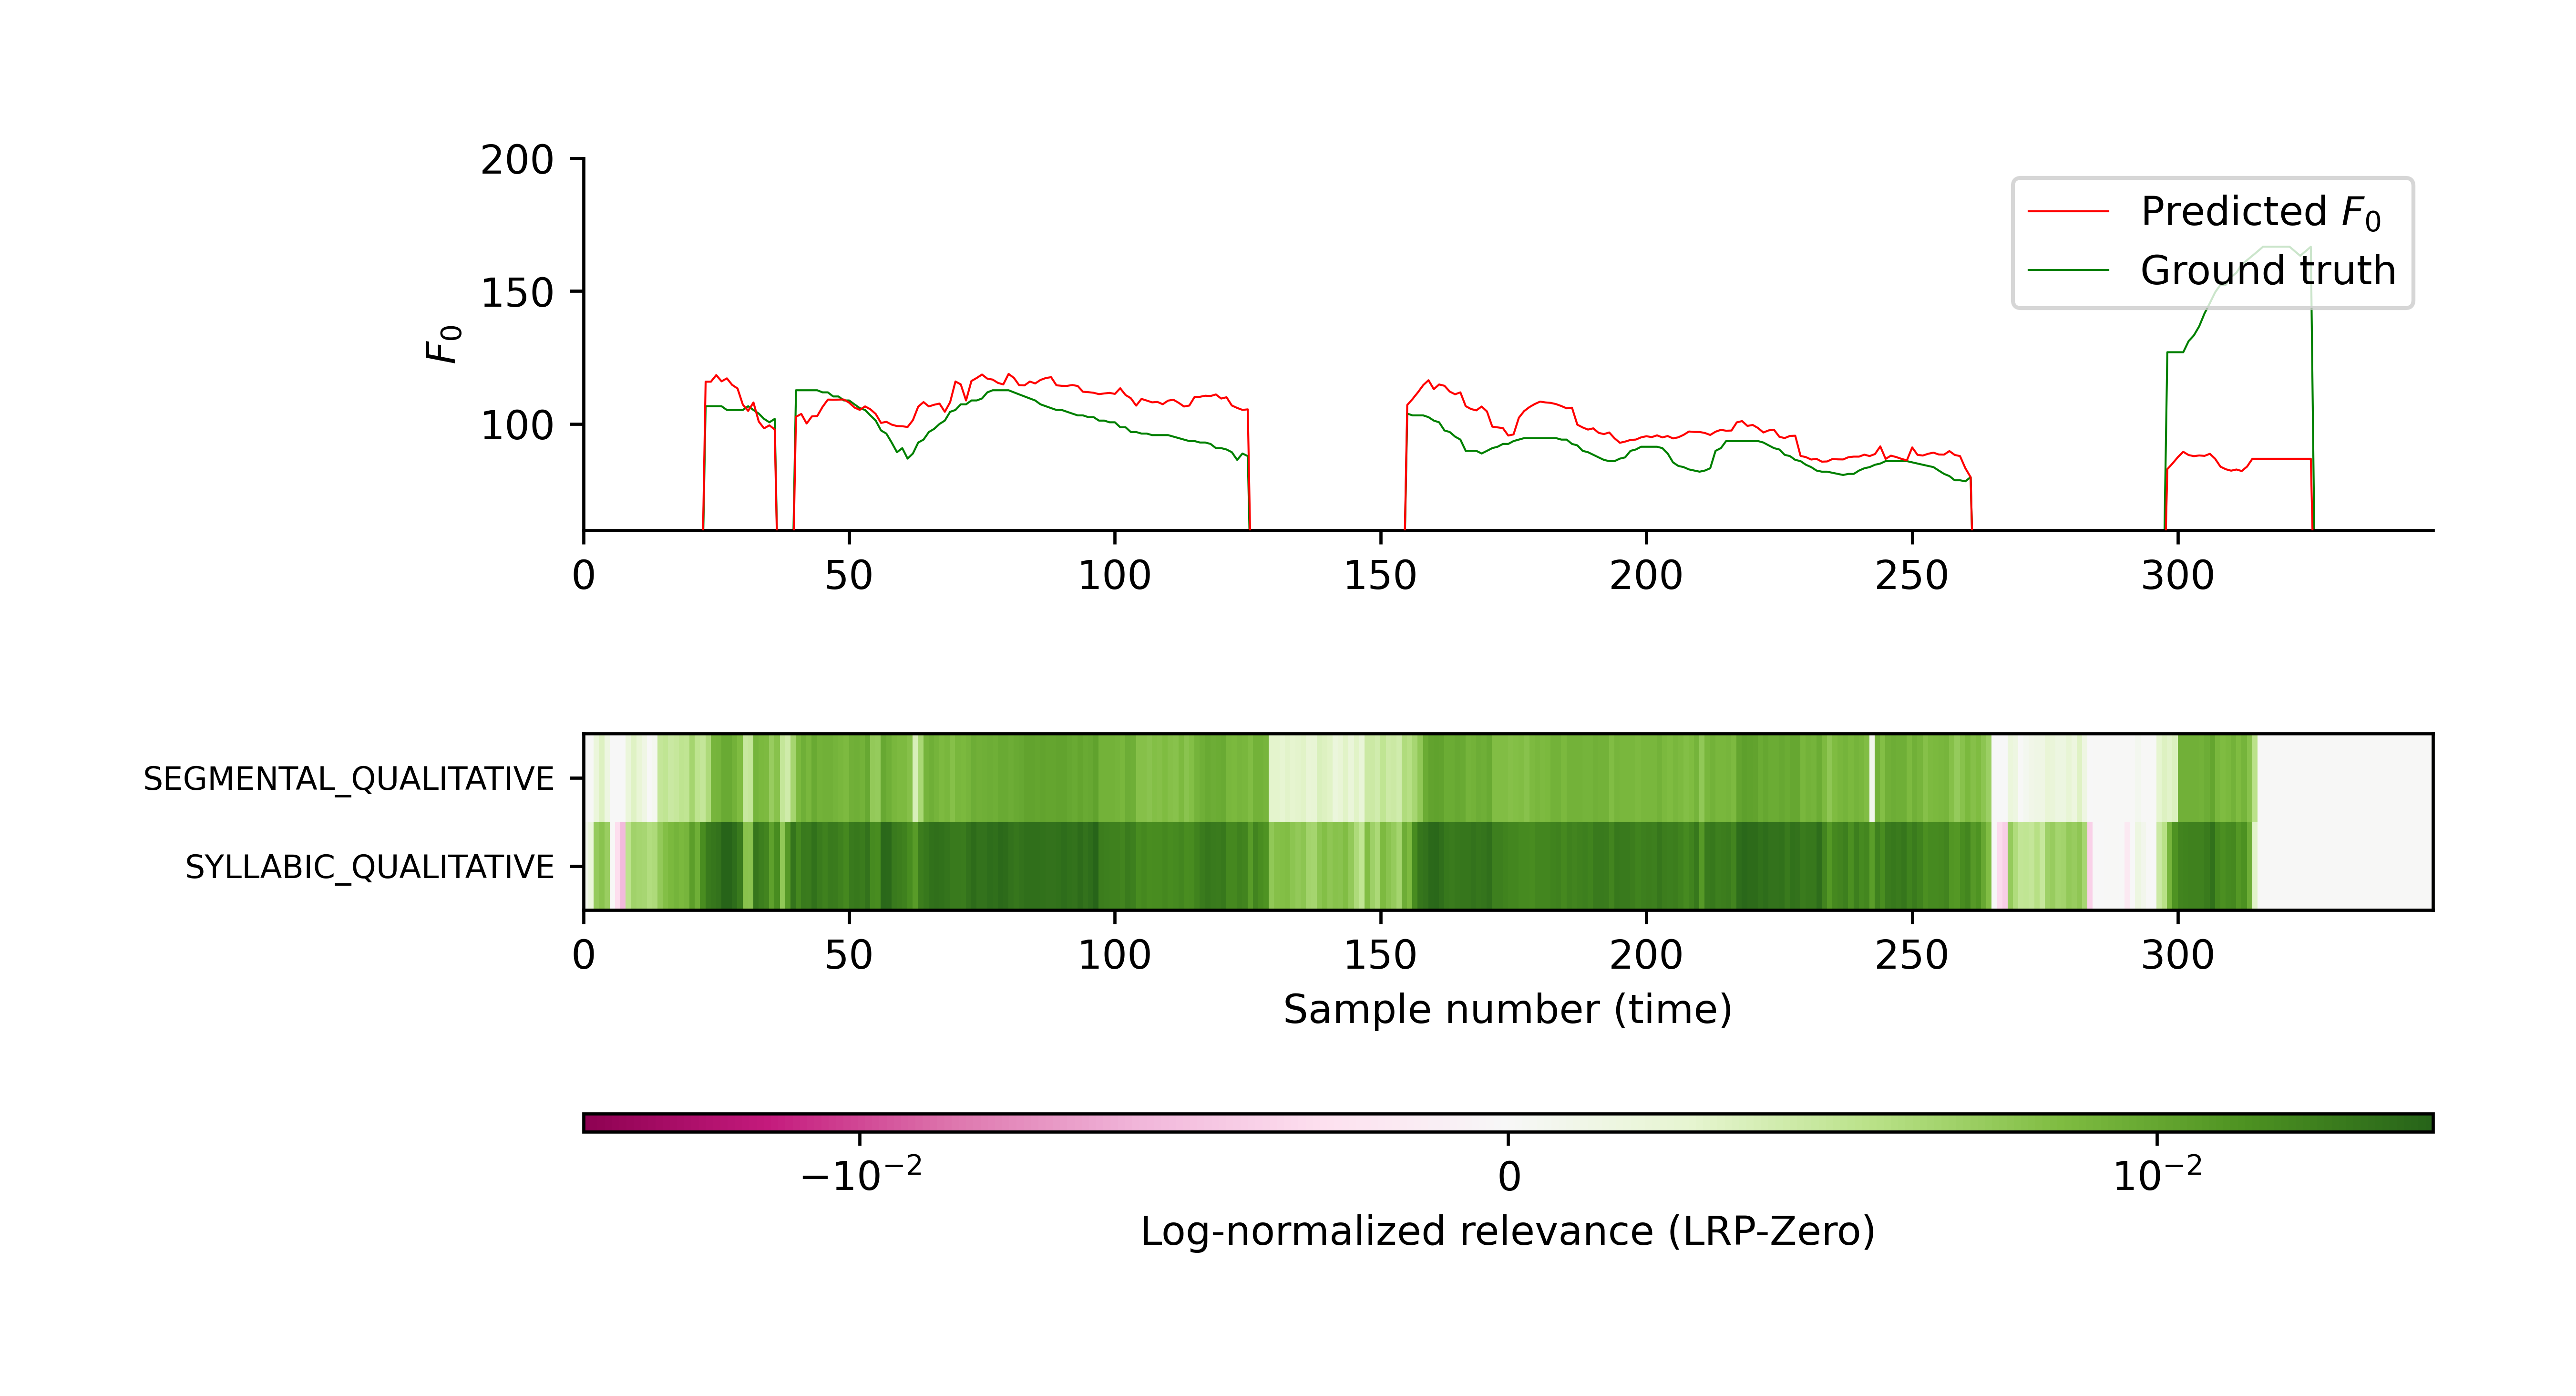 200
150
100
F₀
Predicted F₀
Ground truth
0 50 100 150 200 250 300
SEGMENTAL_QUALITATIVE
SYLLABIC_QUALITATIVE
0 50 100 150 200 250 300
Sample number (time)
−10⁻² 0 10⁻²
Log-normalized relevance (LRP-Zero)